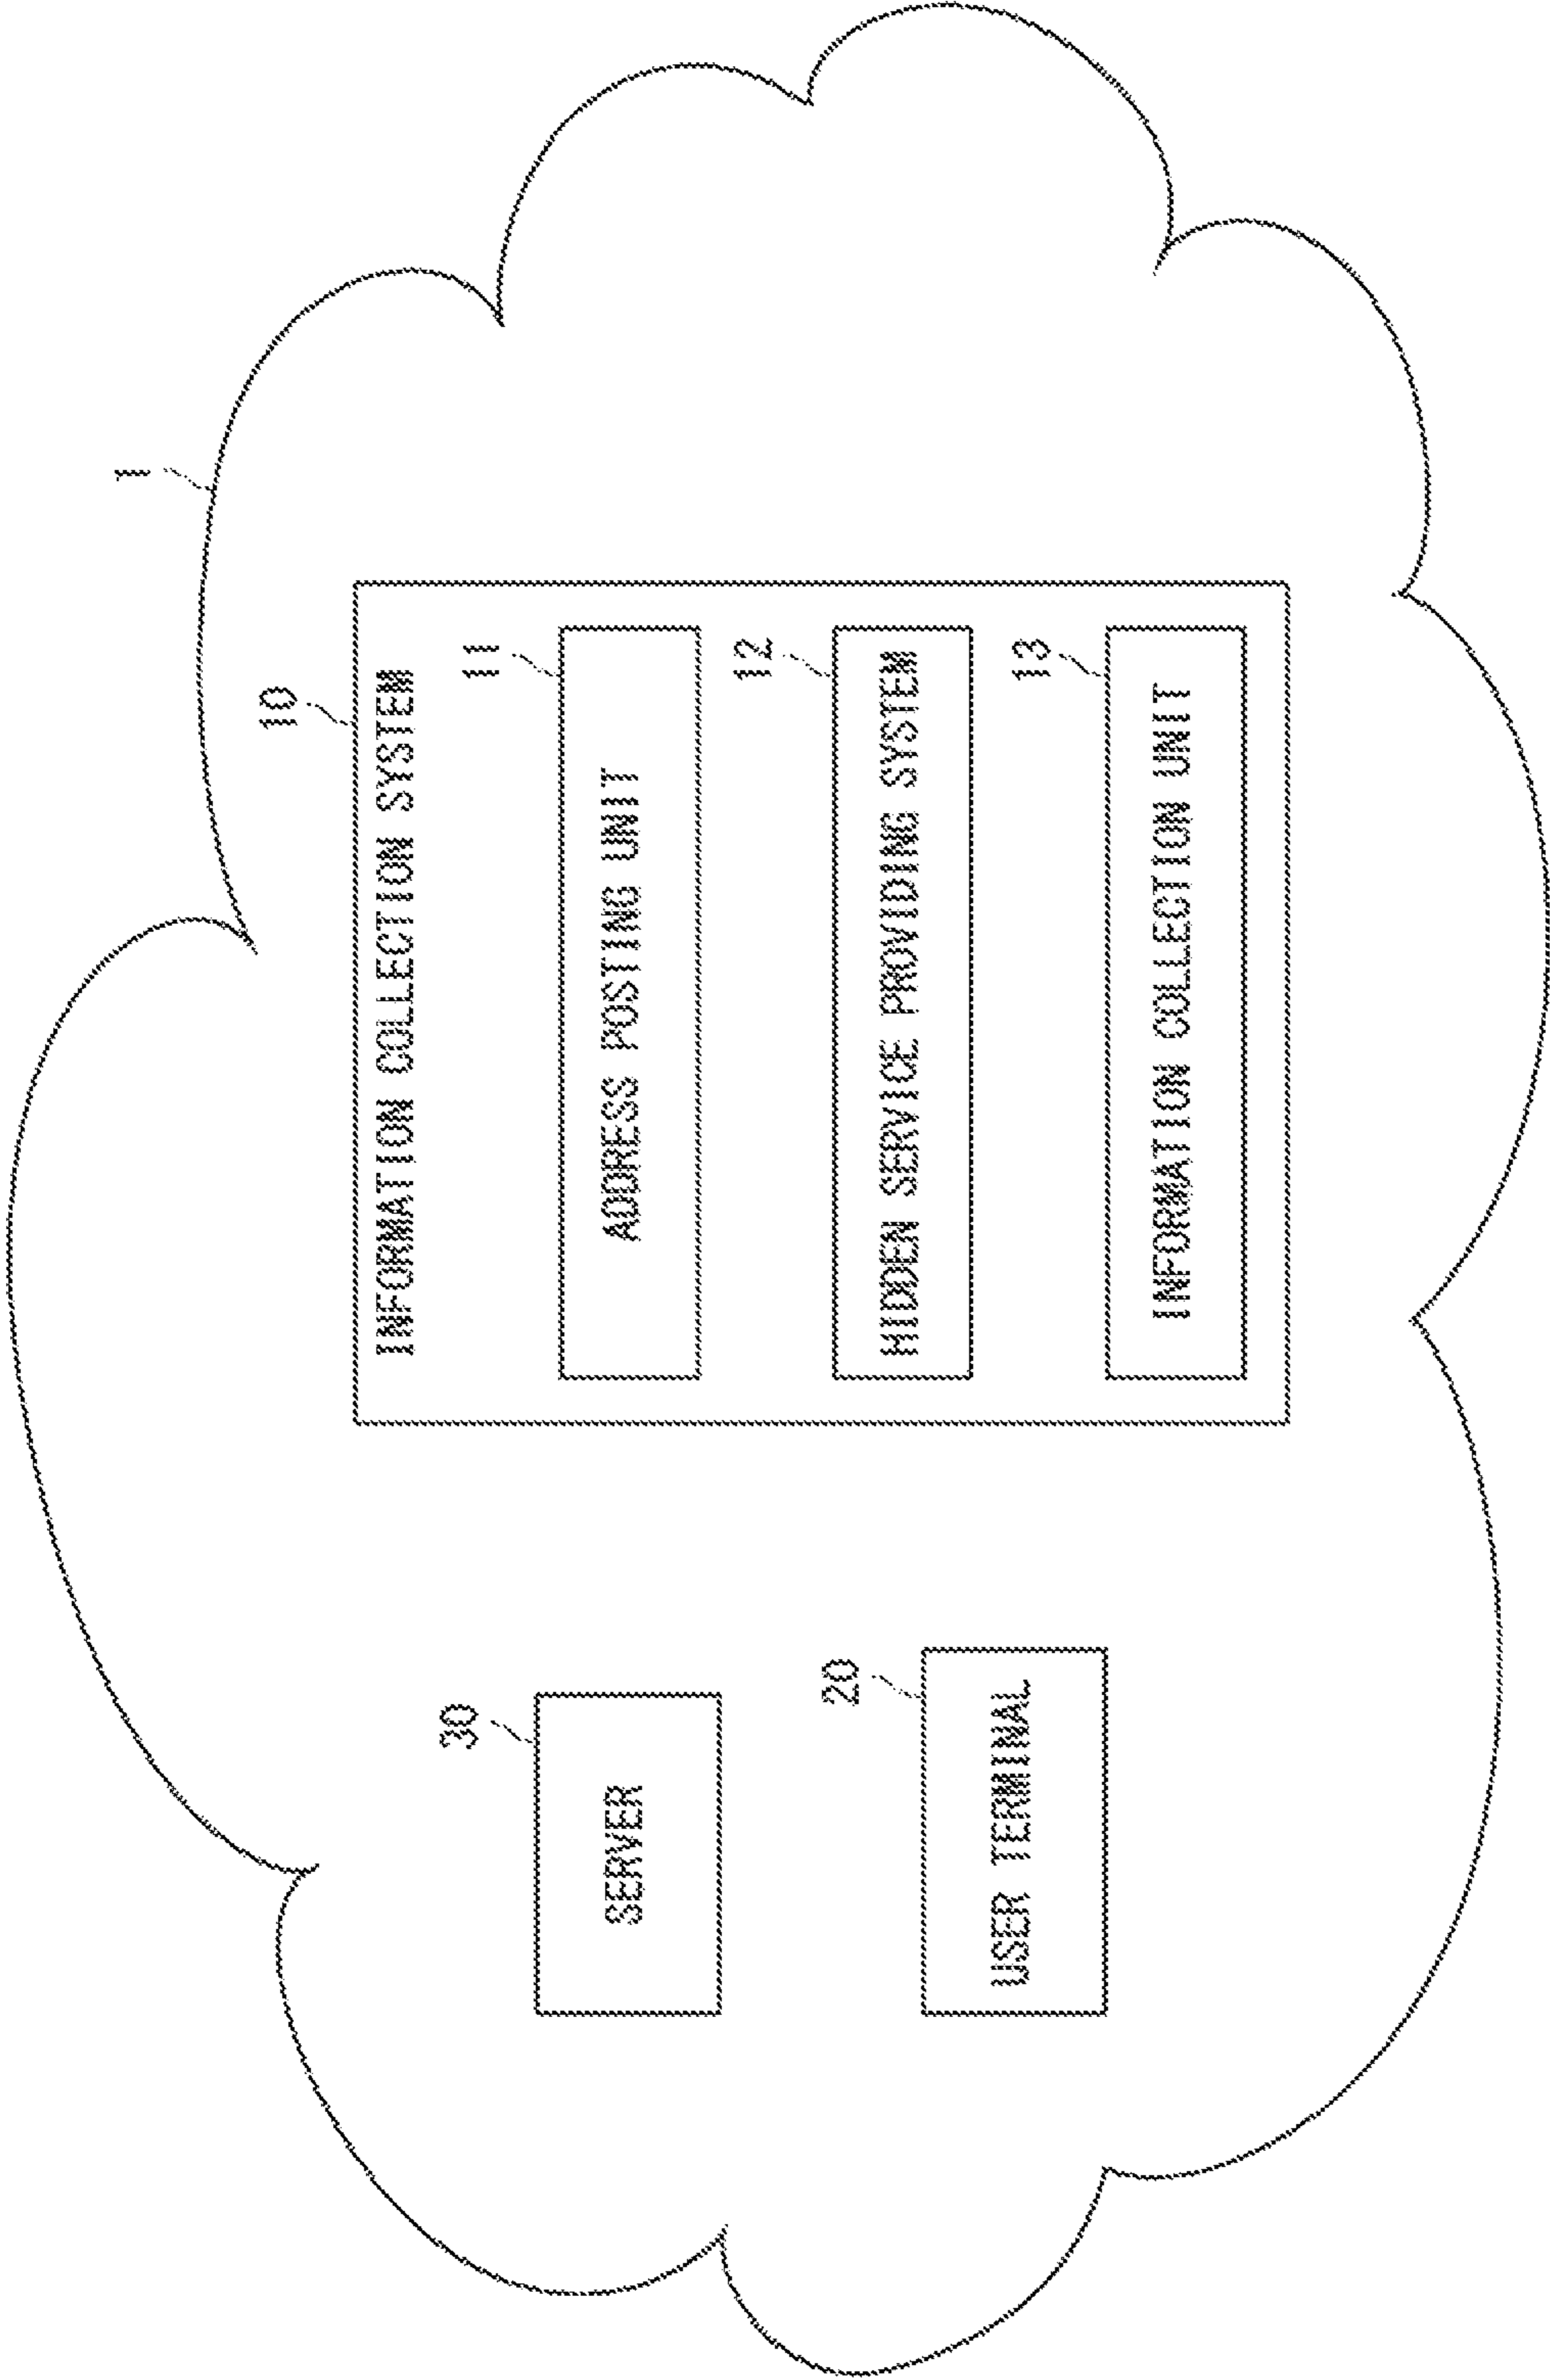 1
10
INFORMATION COLLECTION SYSTEM
11
ADDRESS POSTING UNIT
12
HIDDEN SERVICE PROVIDING SYSTEM
13
INFORMATION COLLECTION UNIT
30
SERVER
20
USER TERMINAL